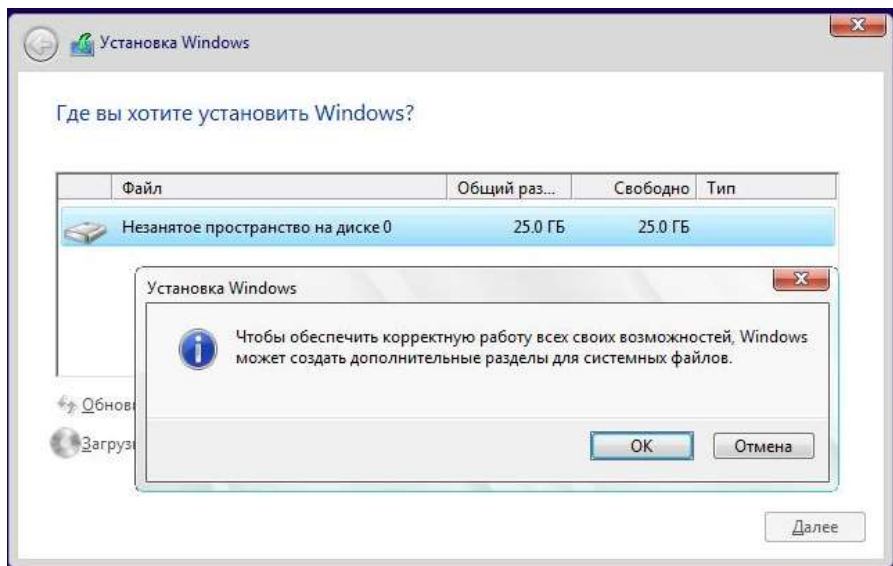 Установка Windows
Где вы хотите установить Windows?
Файл Общий раз... Свободно Тип
Незанятое пространство на диске 0 25.0 ГБ 25.0 ГБ
Установка Windows
Чтобы обеспечить корректную работу всех своих возможностей, Windows
может создать дополнительные разделы для системных файлов.
ОК Отмена
Далее